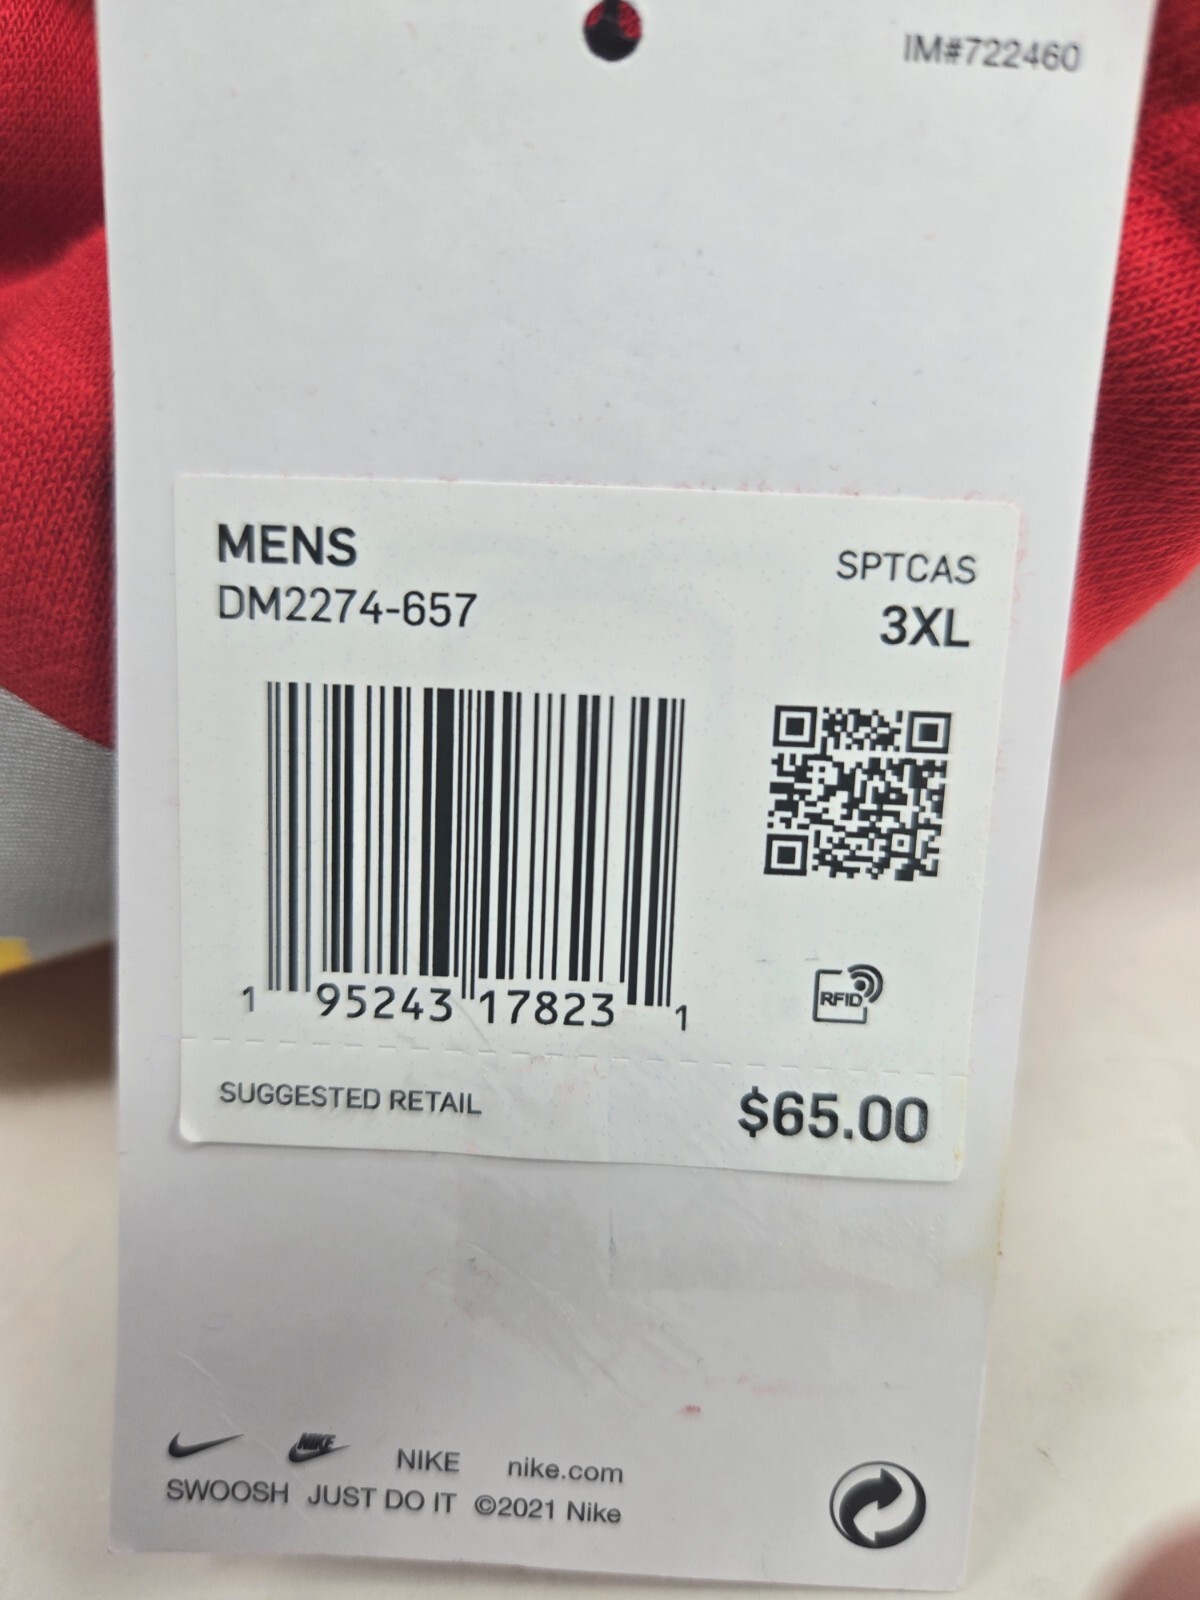 IM#722460
MENS
SPTCAS
DM2274-657
3XL
1 95243 17823 1
RFID
SUGGESTED RETAIL
$65.00
NIKE NIKE nike.com
SWOOSH JUST DO IT ©2021 Nike